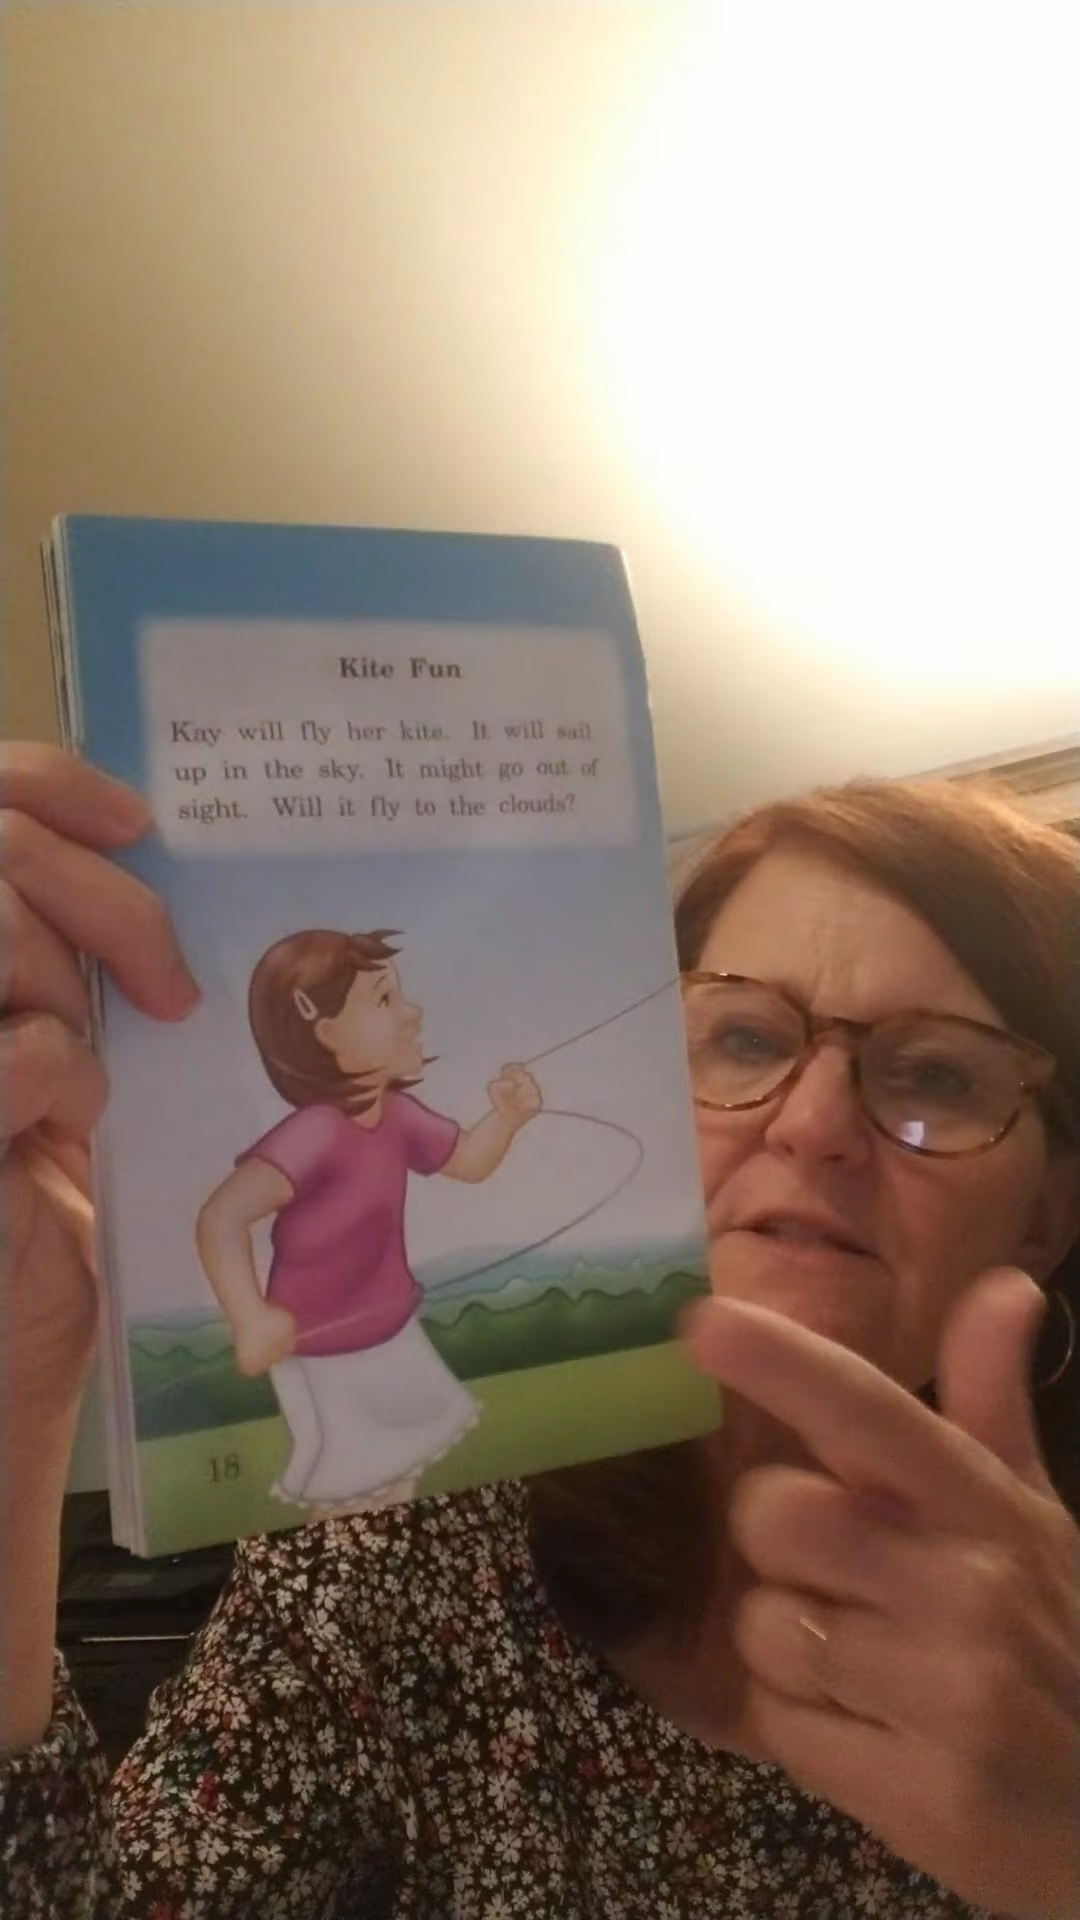 Kite Fun
Kay will fly her kite. It will sail
up in the sky. It might go out of
sight. Will it fly to the clouds?
18